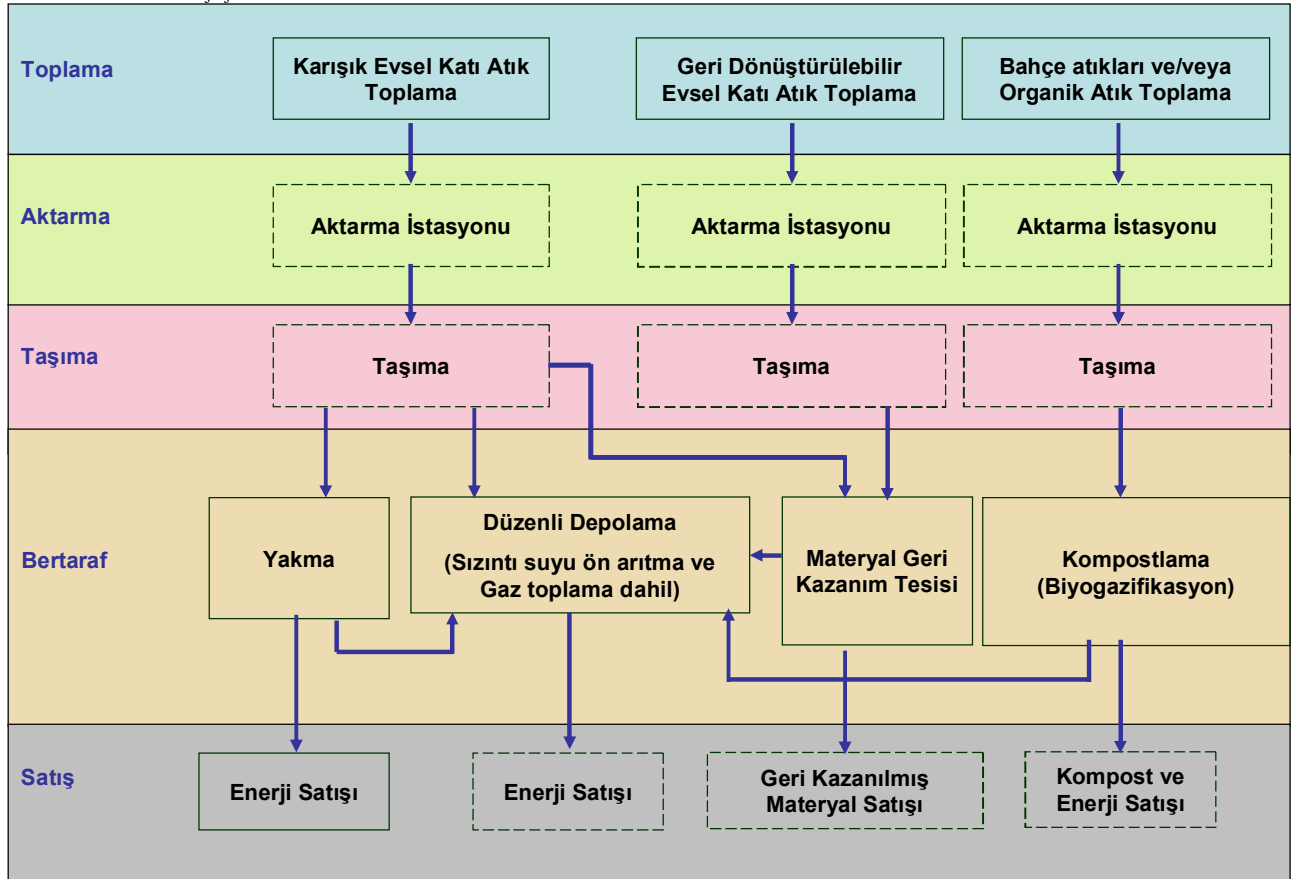 Toplama
Karışık Evsel Katı Atık
Toplama
Geri Dönüştürülebilir
Evsel Katı Atık Toplama
Bahçe atıkları ve/veya
Organik Atık Toplama
Aktarma
Aktarma İstasyonu
Aktarma İstasyonu
Aktarma İstasyonu
Taşıma
Taşıma
Taşıma
Taşıma
Bertaraf
Yakma
Düzenli Depolama
(Sızıntı suyu ön arıtma ve
Gaz toplama dahil)
Materyal Geri
Kazanım Tesisi
Kompostlama
(Biyogazifikasyon)
Satış
Enerji Satışı
Enerji Satışı
Geri Kazanılmış
Materyal Satışı
Kompost ve
Enerji Satışı